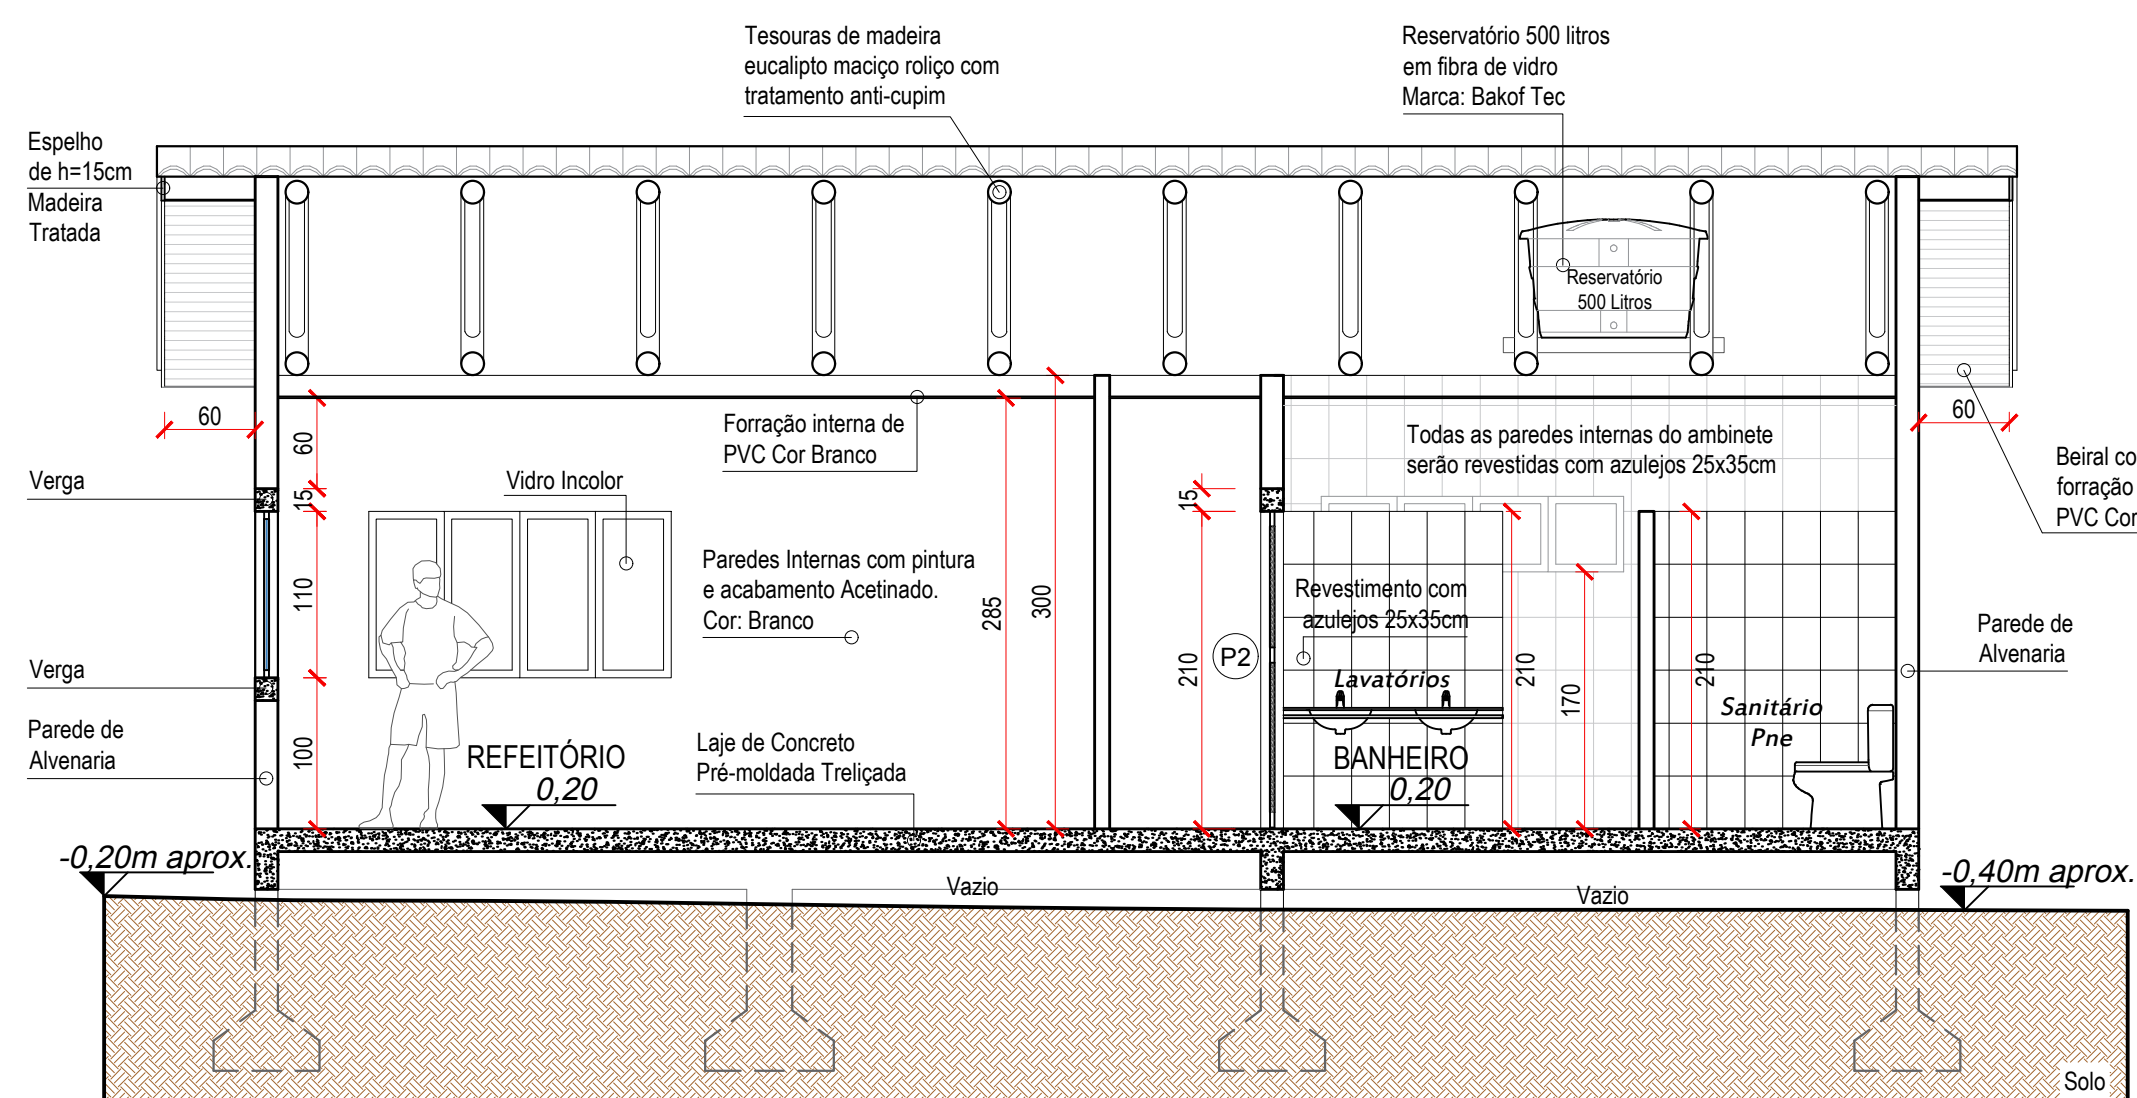 Tesouras de madeira
eucalipto maciço roliço com
tratamento anti-cupim
Reservatório 500 litros
em fibra de vidro
Marca: Bakof Tec
Espelho
de h=15cm
Madeira
Tratada
Reservatório
500 Litros
60
60
Forração interna de
PVC Cor Branco
Todas as paredes internas do ambinete
serão revestidas com azulejos 25x35cm
60
Beiral co
forração
PVC Cor
Verga
15
Vidro Incolor
15
Paredes Internas com pintura
e acabamento Acetinado.
Cor: Branco
110
285
300
Revestimento com
azulejos 25x35cm
P2
210
210
170
210
Parede de
Alvenaria
Verga
Lavatórios
Sanitário
Pne
Parede de
Alvenaria
100
REFEITÓRIO
0,20
Laje de Concreto
Pré-moldada Treliçada
BANHEIRO
0,20
-0,20m aprox.
-0,40m aprox.
Vazio
Vazio
Solo